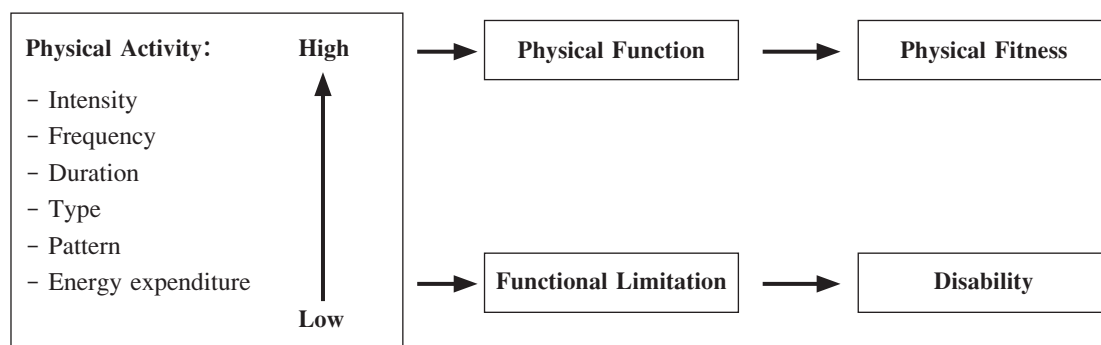 Physical Activity: High
Physical Function
Physical Fitness
- Intensity
- Frequency
- Duration
- Type
- Pattern
- Energy expenditure
Low
Functional Limitation
Disability